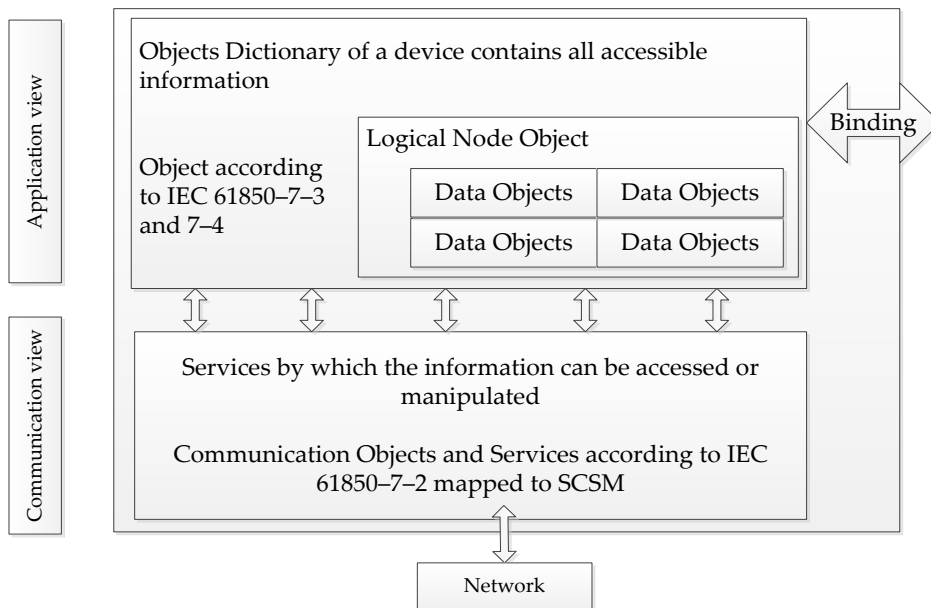 Application view
Objects Dictionary of a device contains all accessible
information
Binding
Logical Node Object
Object according
to IEC 61850–7–3
and 7–4
Data Objects
Data Objects
Data Objects
Data Objects
Communication view
Services by which the information can be accessed or
manipulated
Communication Objects and Services according to IEC
61850–7–2 mapped to SCSM
Network